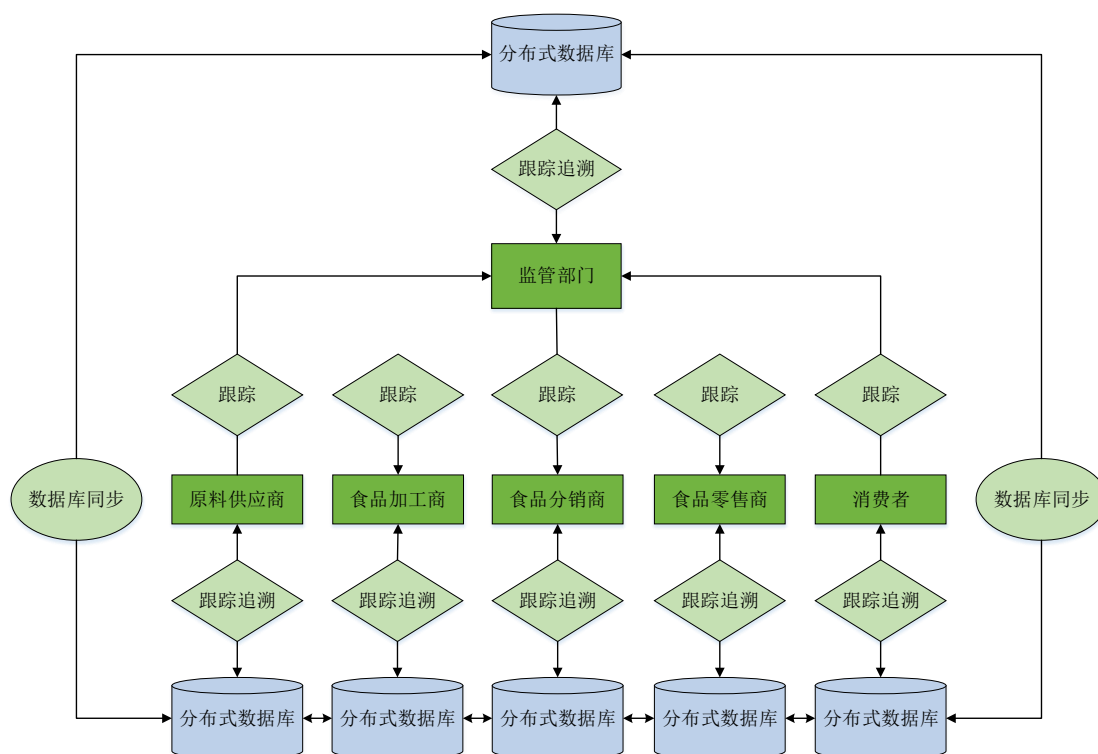 分布式数据库
跟踪追溯
监管部门
跟踪
跟踪
跟踪
跟踪
跟踪
数据库同步
原料供应商
食品加工商
食品分销商
食品零售商
消费者
数据库同步
跟踪追溯
跟踪追溯
跟踪追溯
跟踪追溯
跟踪追溯
分布式数据库
分布式数据库
分布式数据库
分布式数据库
分布式数据库